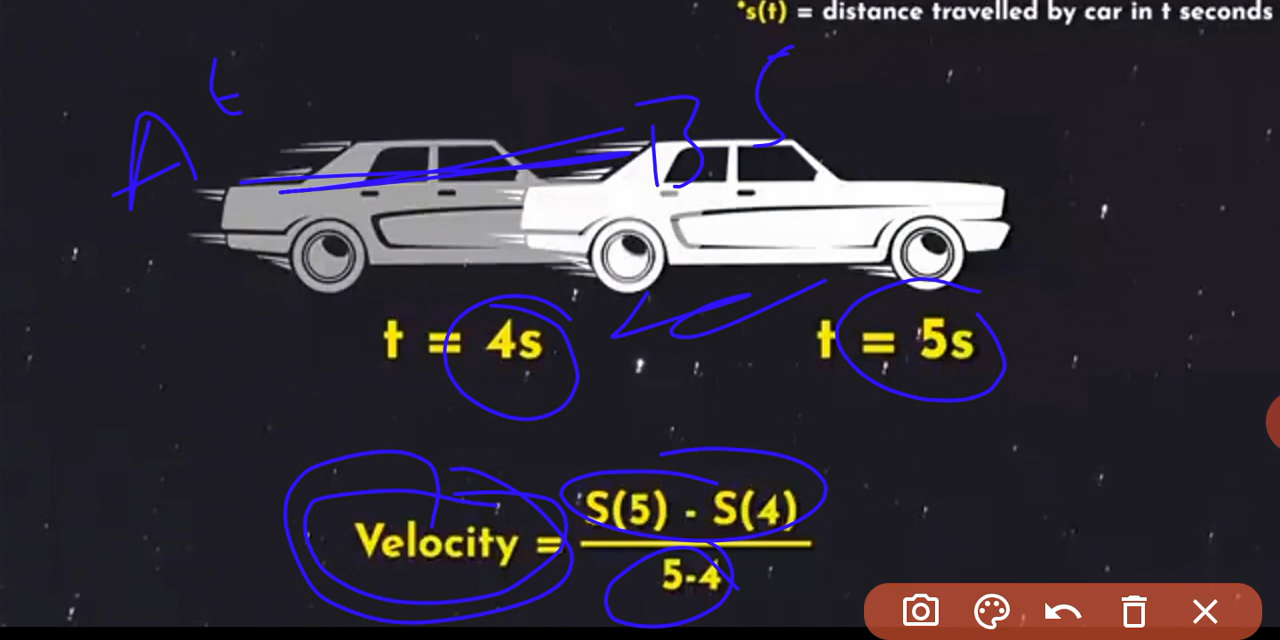 *s(t) = distance travelled by car in t seconds
A t B S
t = 4s t = 5s
Velocity = S(5) - S(4)
5-4